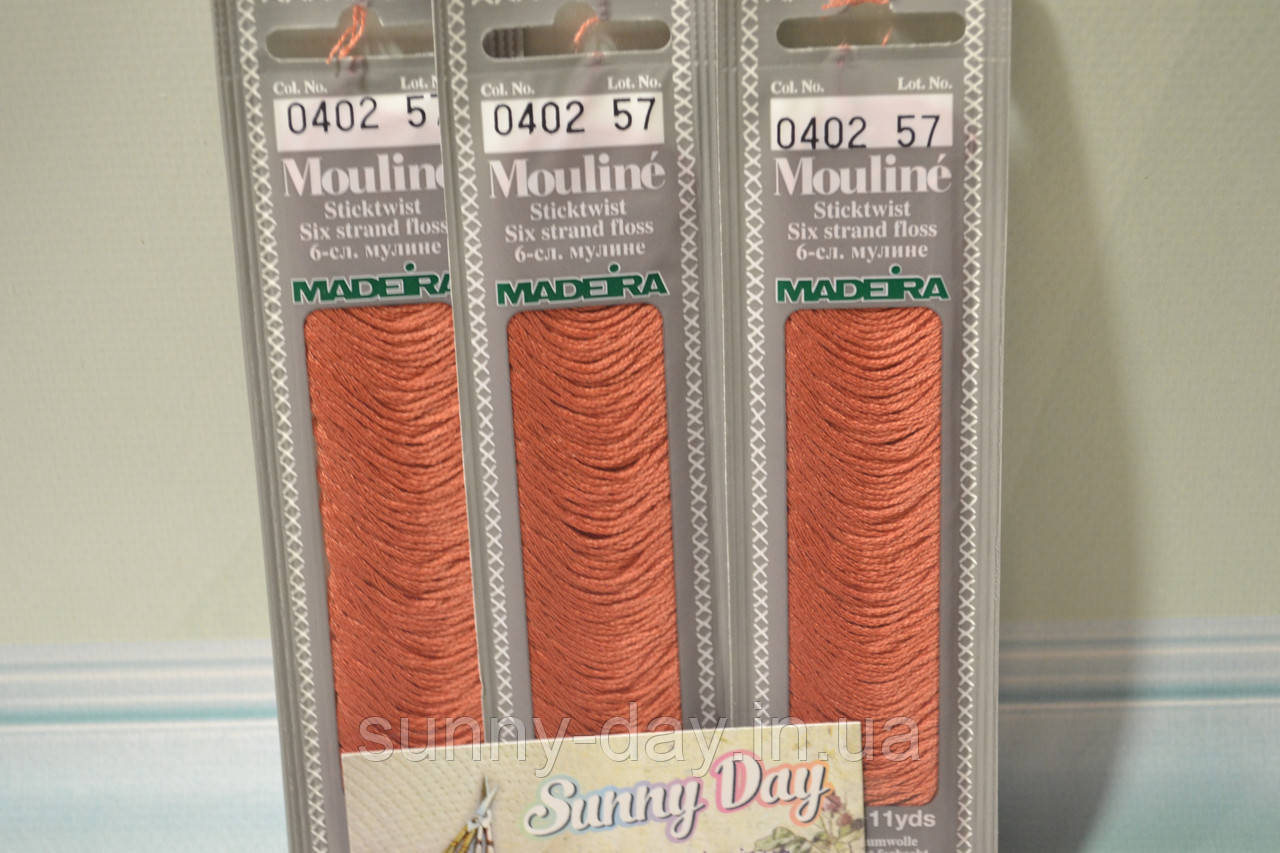 Col. No. Lot. N
0402 57
Mouliné
Sticktwist
Six strand floss
6-сл. мулине
MADEIRA
Col. No. Lot. No.
0402 57
Mouliné
Sticktwist
Six strand floss
6-сл. мулине
MADEIRA
Col. No. Lot. No.
0402 57
Mouliné
Sticktwist
Six strand floss
6-сл. мулине
MADEIRA
sunny-day.in.ua
Sunny Day
11yds
umwolle